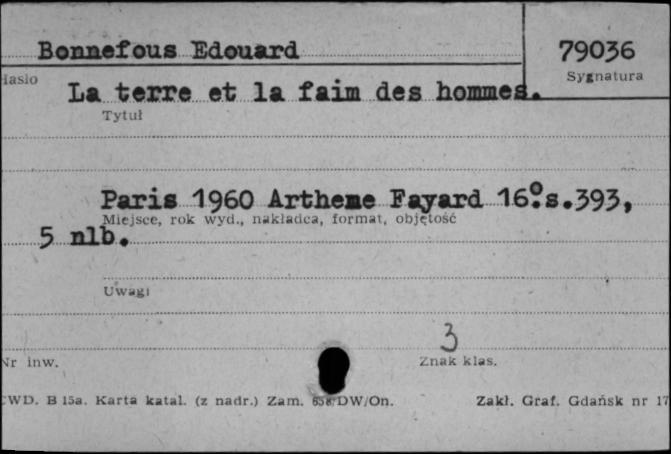 Bonnefous Edouard
79036
Hasło
Sygnatura
La terre et la faim des hommes.
Tytuł
Paris 1960 Artheme Fayard 16°.s.393,
Miejsce, rok wyd., nakładca, format, objętość
5 nlb.
Uwagi
3
Nr inw.
Znak klas.
CWD. B 15a. Karta katal. (z nadr.) Zam. DW/On.
Zakł. Graf. Gdańsk nr 17